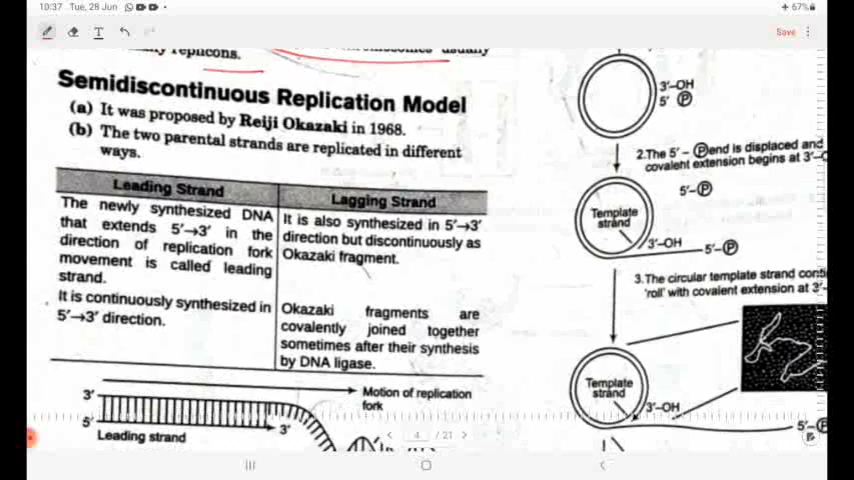 10:37 Tue, 28 Jun
67%
Save
replicons.
usually
Semidiscontinuous Replication Model
(a) It was proposed by Reiji Okazaki in 1968.
(b) The two parental strands are replicated in different
ways.
Leading Strand
The newly synthesized DNA
that extends 5′→3′ in the
direction of replication fork
movement is called leading
strand.
It is continuously synthesized in
5′→3′ direction.
Lagging Strand
It is also synthesized in 5′→3′
direction but discontinuously as
Okazaki fragment.
Okazaki fragments are
covalently joined together
sometimes after their synthesis
by DNA ligase.
Motion of replication
fork
3′
5′
3′
Leading strand
3′–OH
5′ P
2.The 5′ – P end is displaced and
covalent extension begins at 3′–
5′–P
Template
strand
3′–OH
5′–P
3.The circular template strand
'roll' with covalent extension at 3′–
Template
strand
3′–OH
5′–P
4 / 21